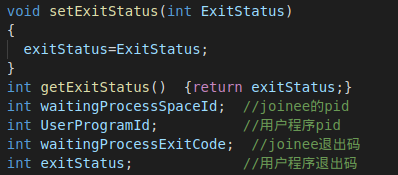 void setExitStatus(int ExitStatus)
{
  exitStatus=ExitStatus;
}
int getExitStatus()  {return exitStatus;}
int waitingProcessSpaceId;  //joinee的pid
int UserProgramId;          //用户程序pid
int waitingProcessExitCode;  //joinee退出码
int exitStatus;             //用户程序退出码